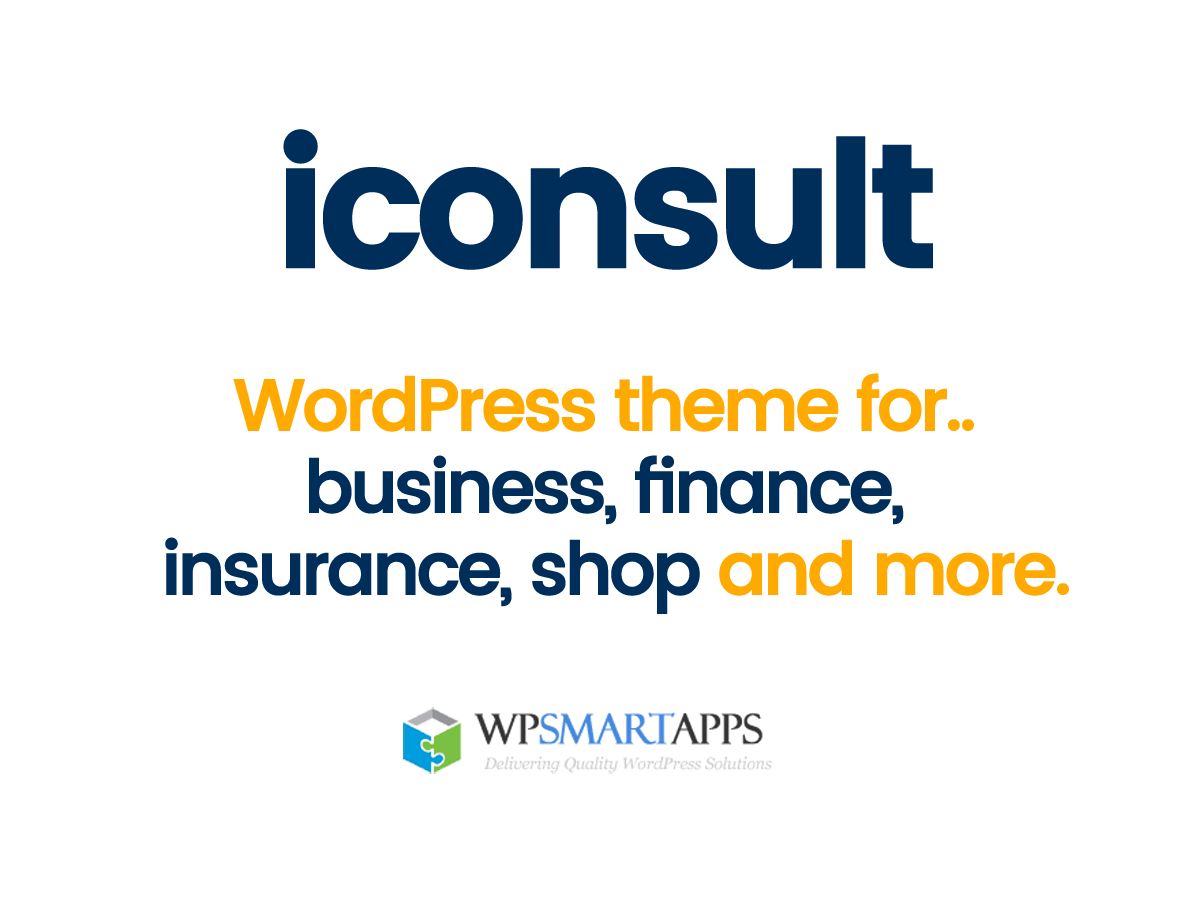 iconsult
WordPress theme for..
business, finance,
insurance, shop and more.
WPSMARTAPPS
Delivering Quality WordPress Solutions